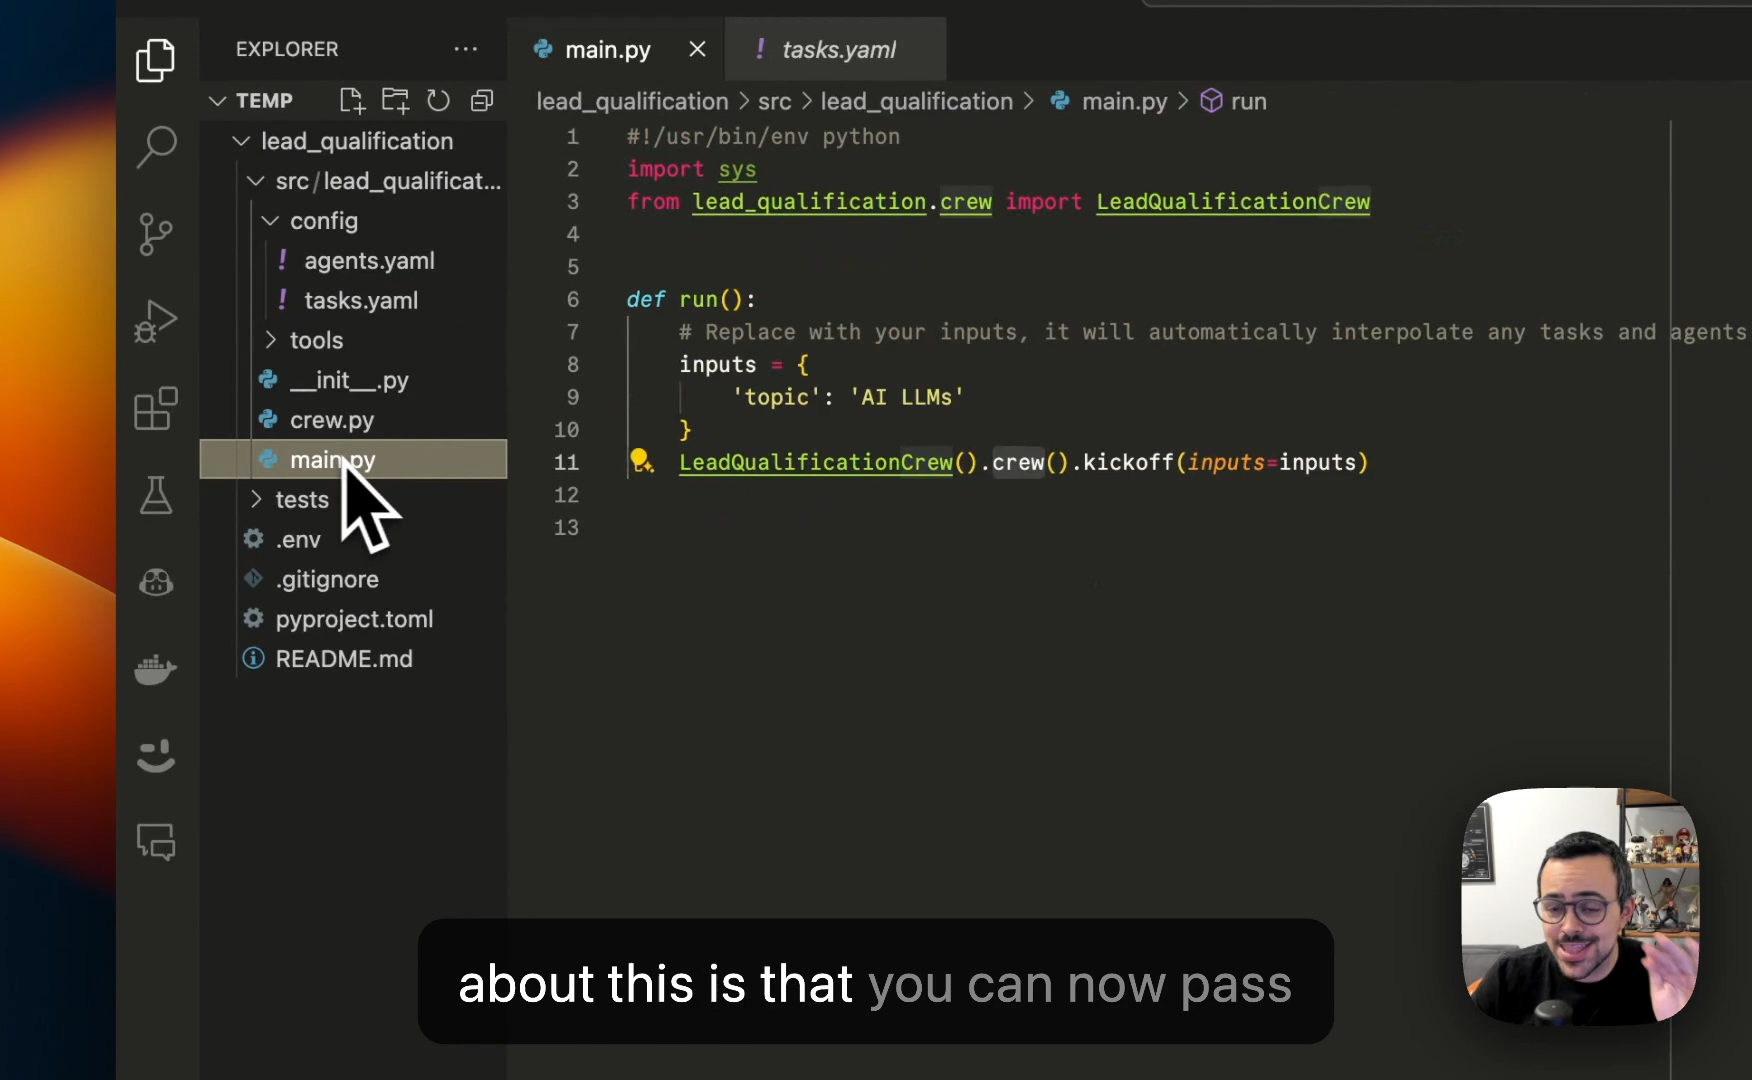 EXPLORER
main.py
! tasks.yaml
TEMP
lead_qualification > src > lead_qualification > main.py > run
lead_qualification
src/lead_qualificat...
config
! agents.yaml
! tasks.yaml
tools
__init__.py
crew.py
main.py
tests
.env
.gitignore
pyproject.toml
README.md
1 #!/usr/bin/env python
2 import sys
3 from lead_qualification.crew import LeadQualificationCrew
4
5
6 def run():
7 # Replace with your inputs, it will automatically interpolate any tasks and agents
8 inputs = {
9 'topic': 'AI LLMs'
10 }
11 LeadQualificationCrew().crew().kickoff(inputs=inputs)
12
13
about this is that you can now pass